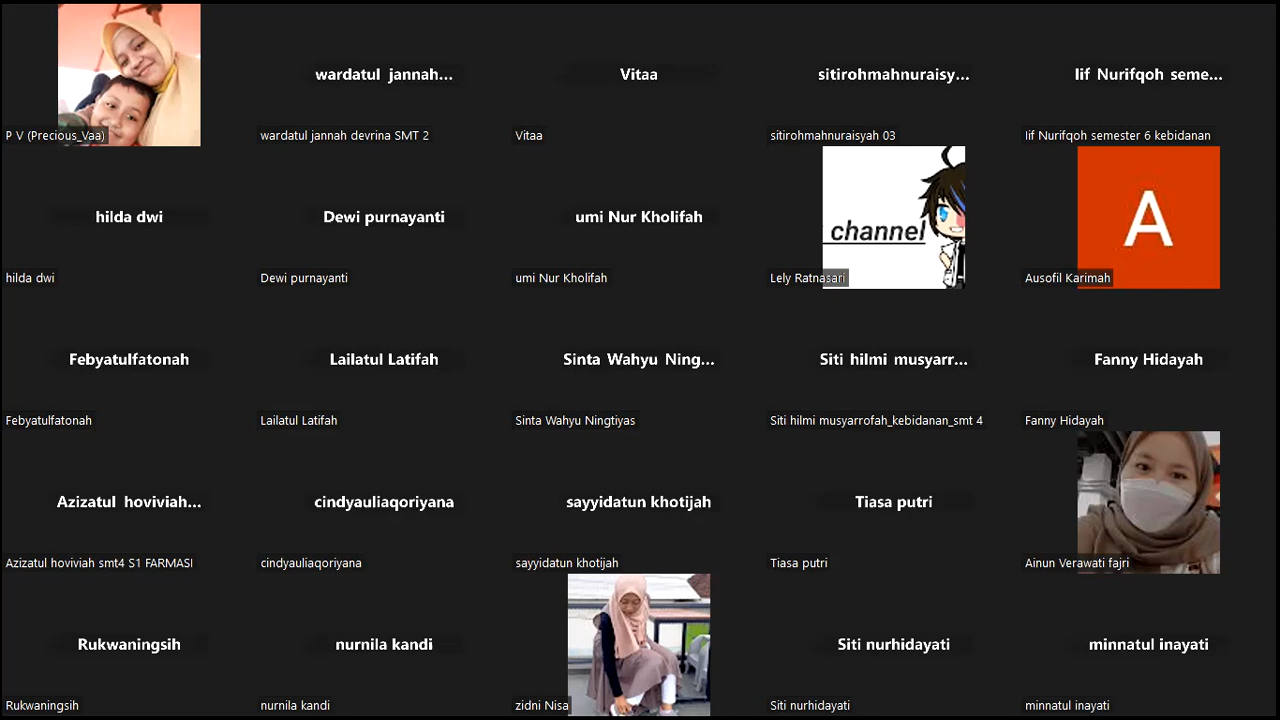 wardatul jannah...
Vitaa
sitirohmahnuraisy...
Iif Nurifqoh seme...
P V (Precious_Vaa)
wardatul jannah devrina SMT 2
Vitaa
sitirohmahnuraisyah 03
Iif Nurifqoh semester 6 kebidanan
hilda dwi
Dewi purnayanti
umi Nur Kholifah
channel
A
hilda dwi
Dewi purnayanti
umi Nur Kholifah
Lely Ratnasari
Ausofil Karimah
Febyatulfatonah
Lailatul Latifah
Sinta Wahyu Ning...
Siti hilmi musyarr...
Fanny Hidayah
Febyatulfatonah
Lailatul Latifah
Sinta Wahyu Ningtiyas
Siti hilmi musyarrofah_kebidanan_smt 4
Fanny Hidayah
Azizatul hoviviah...
cindyauliaqoriyana
sayyidatun khotijah
Tiasa putri
Azizatul hoviviah smt4 S1 FARMASI
cindyauliaqoriyana
sayyidatun khotijah
Tiasa putri
Ainun Verawati fajri
Rukwaningsih
nurnila kandi
Siti nurhidayati
minnatul inayati
Rukwaningsih
nurnila kandi
zidni Nisa
Siti nurhidayati
minnatul inayati